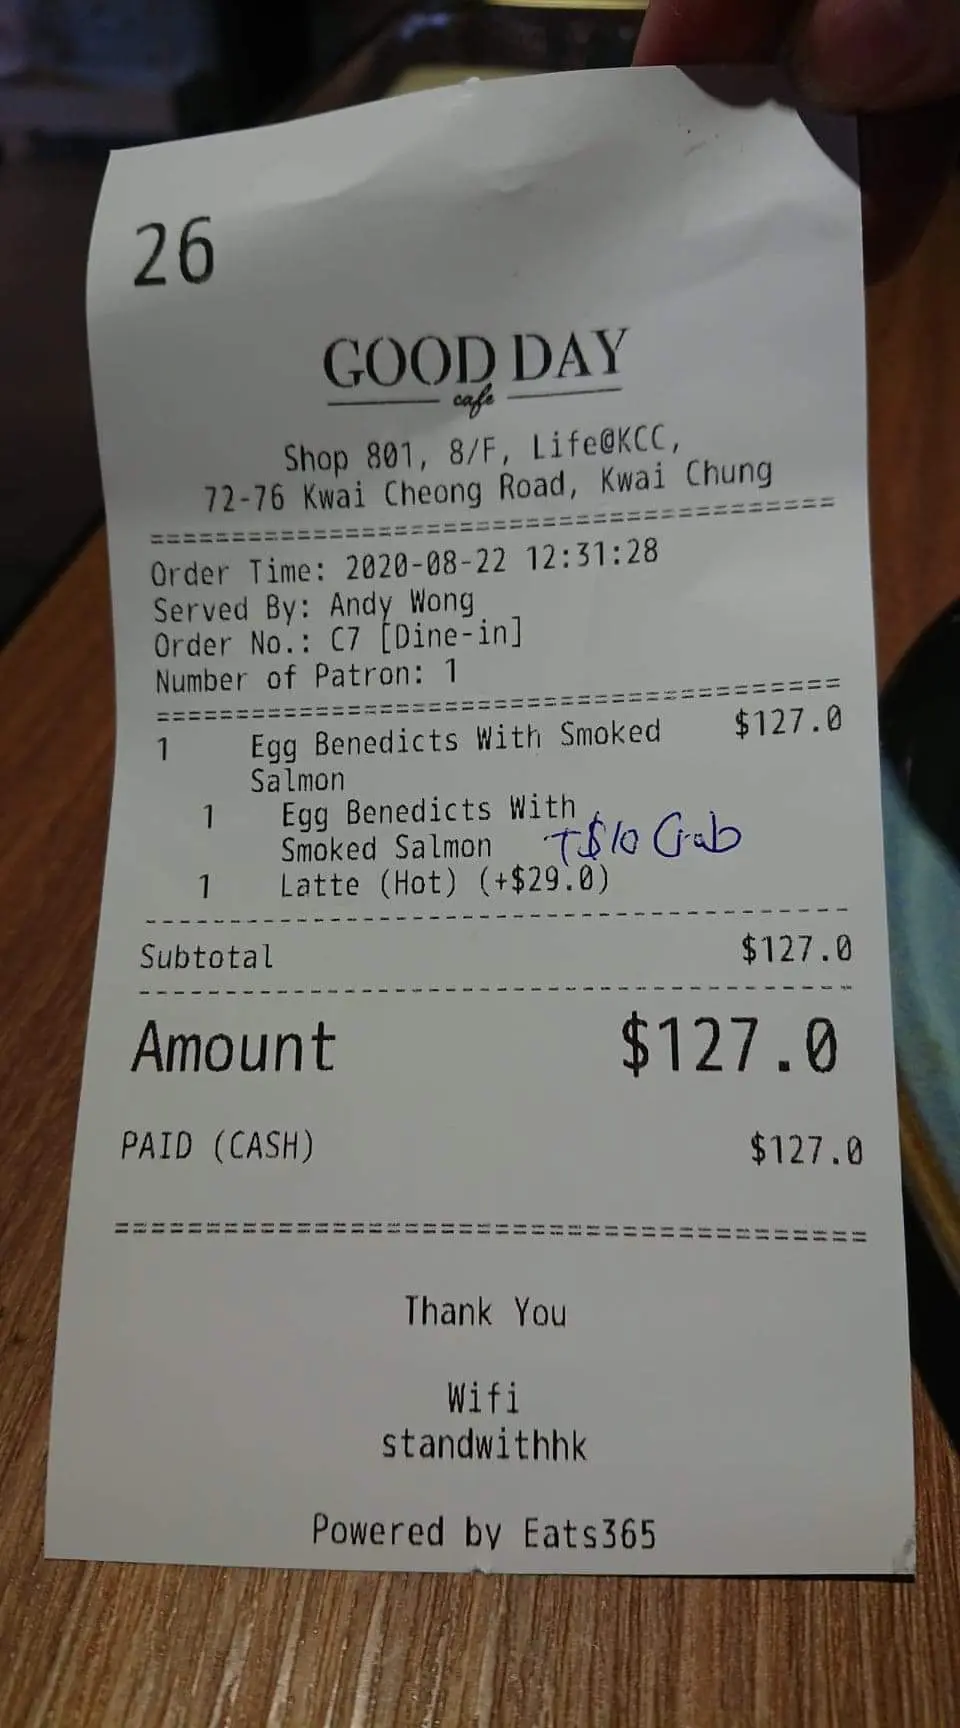 26
GOOD DAY
cafe
Shop 801, 8/F, Life@KCC,
72-76 Kwai Cheong Road, Kwai Chung
======================================
Order Time: 2020-08-22 12:31:28
Served By: Andy Wong
Order No.: C7 [Dine-in]
Number of Patron: 1
======================================
1 Egg Benedicts With Smoked $127.0
Salmon
1 Egg Benedicts With
Smoked Salmon +$10 Crab
1 Latte (Hot) (+$29.0)
--------------------------------------
Subtotal $127.0
--------------------------------------
Amount $127.0
PAID (CASH) $127.0
======================================
Thank You
Wifi
standwithhk
Powered by Eats365